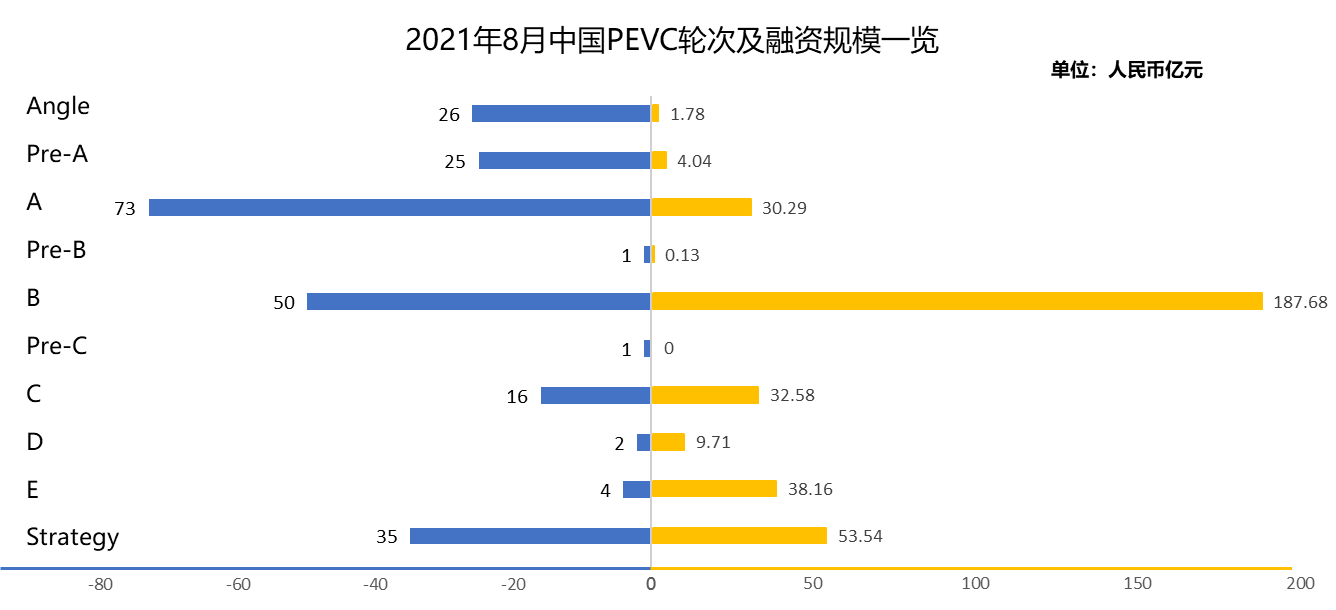 2021年8月中国PEVC轮次及融资规模一览
单位：人民币亿元
Angle 26 1.78
Pre-A 25 4.04
A 73 30.29
Pre-B 1 0.13
B 50 187.68
Pre-C 1 0
C 16 32.58
D 2 9.71
E 4 38.16
Strategy 35 53.54
-80 -60 -40 -20 0 50 100 150 200